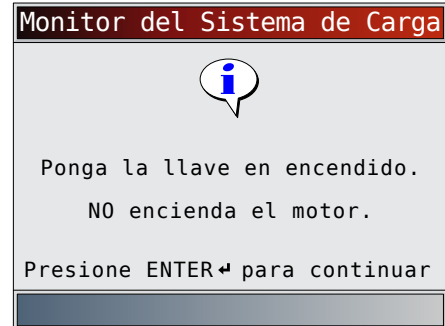 Monitor del Sistema de Carga
i
Ponga la llave en encendido.
NO encienda el motor.
Presione ENTER↵ para continuar